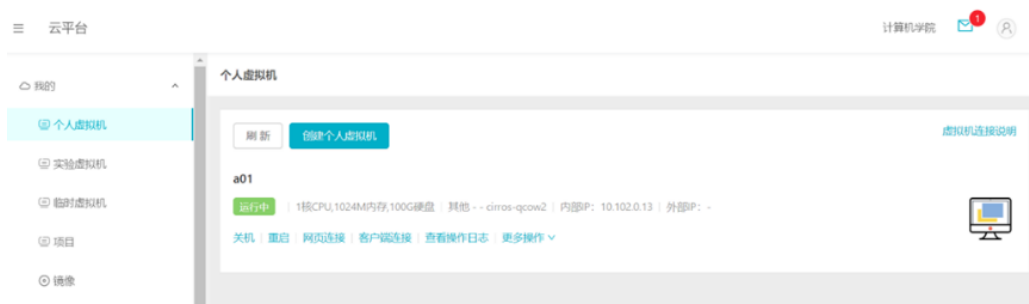 云平台
计算机学院 1
我的
个人虚拟机
实验虚拟机
临时虚拟机
项目
镜像
个人虚拟机
刷 新 创建个人虚拟机 虚拟机连接说明
a01
运行中 | 1核CPU,1024M内存,100G硬盘 | 其他 - - cirros-qcow2 | 内部IP: 10.102.0.13 | 外部IP: -
关机 | 重启 | 网页连接 | 客户端连接 | 查看操作日志 | 更多操作